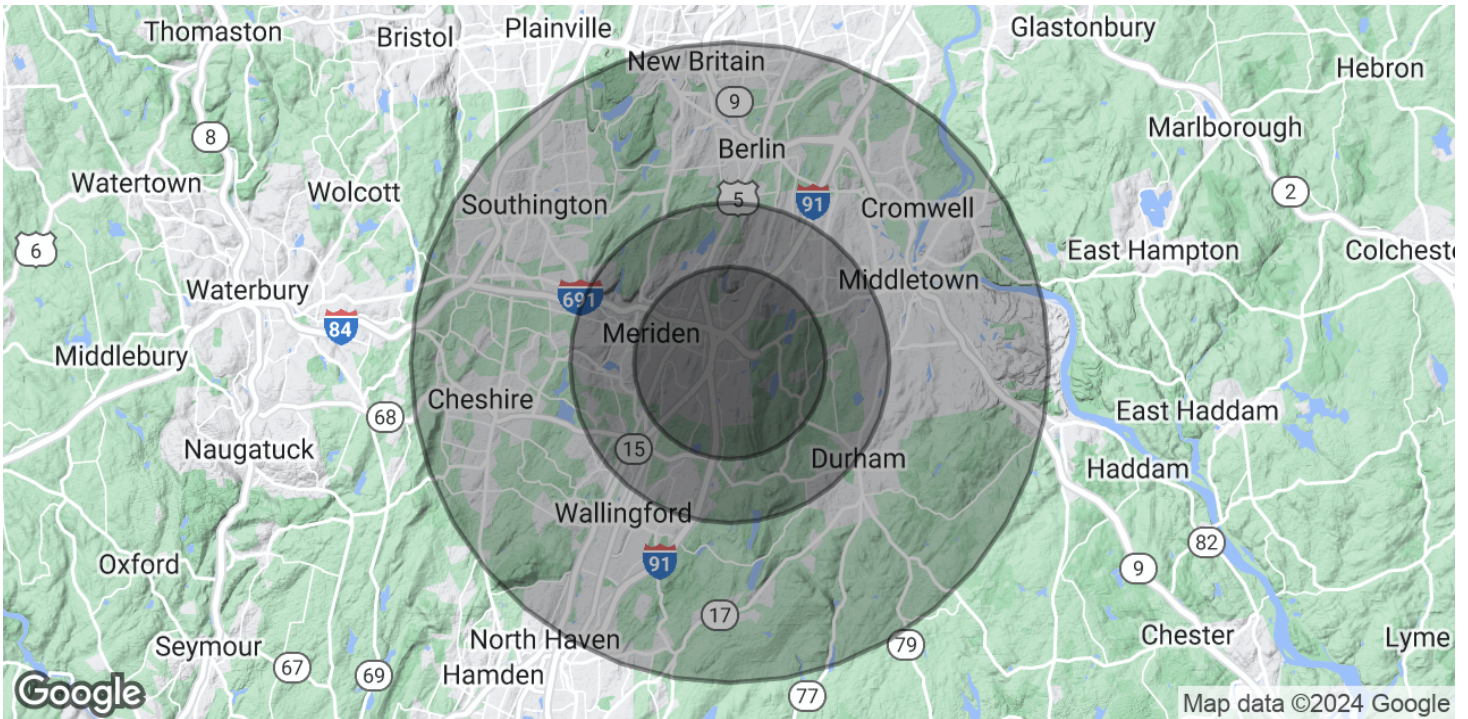 Thomaston
Bristol
Plainville
Glastonbury
New Britain
Hebron
9
Marlborough
8
Berlin
Watertown
Wolcott
Southington
5
91
Cromwell
2
6
East Hampton
Colcheste
Waterbury
691
Middletown
84
Meriden
Middlebury
Cheshire
68
East Haddam
Naugatuck
15
Durham
Haddam
Wallingford
82
Oxford
91
9
17
Seymour
North Haven
79
Chester
Lyme
67
69
Hamden
77
Google
Map data ©2024 Google